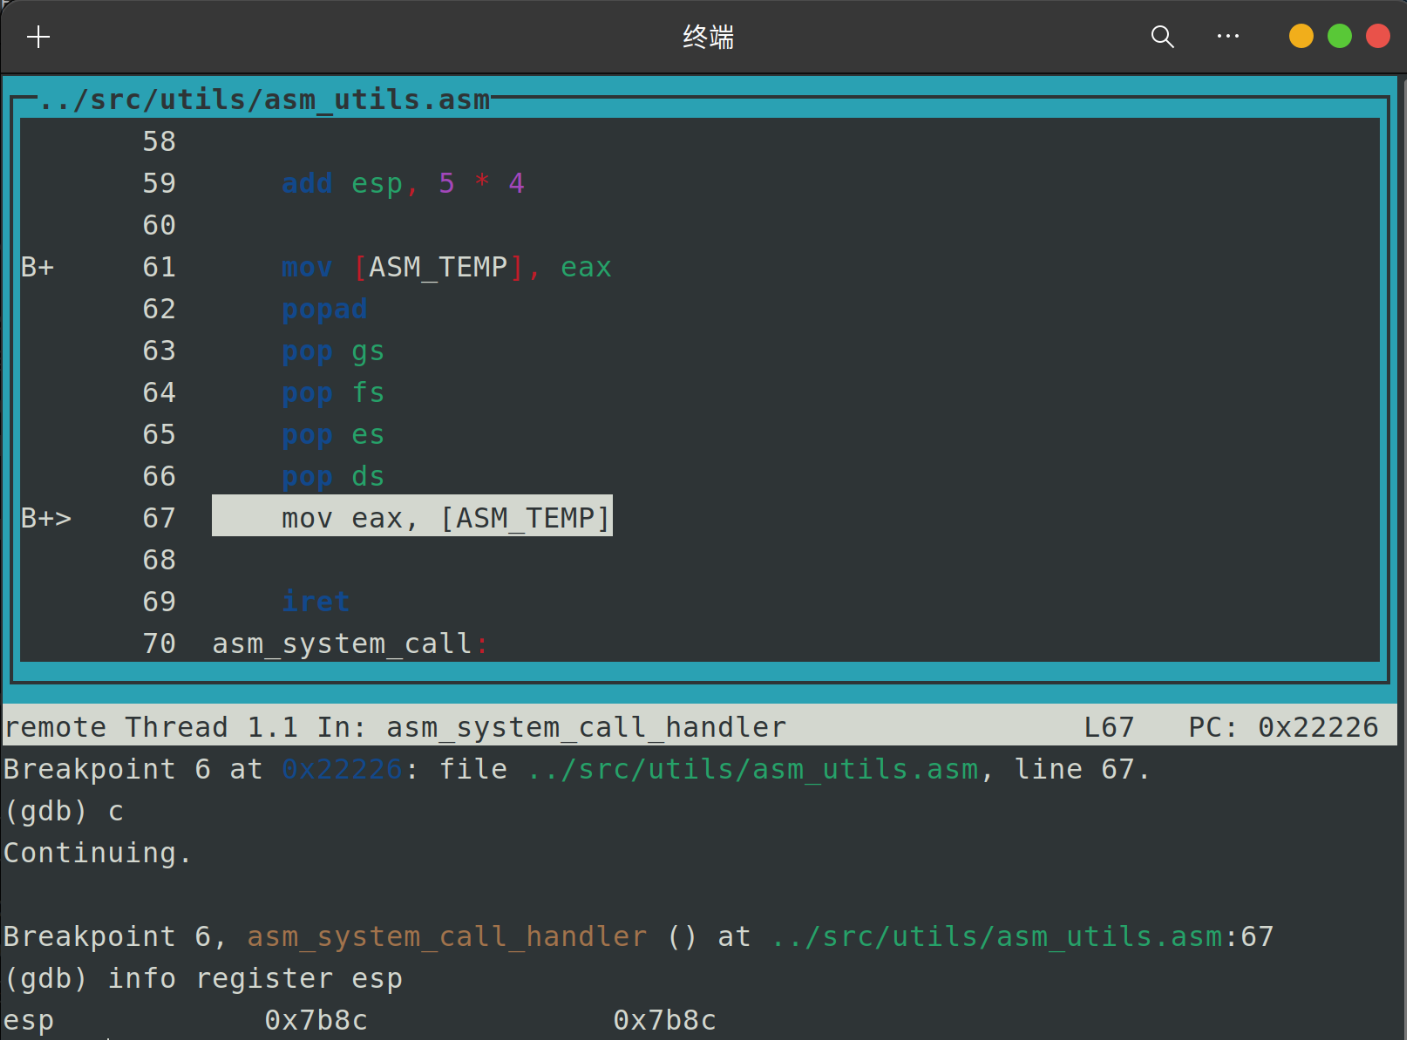 终端
../src/utils/asm_utils.asm
58
59 add esp, 5 * 4
60
B+ 61 mov [ASM_TEMP], eax
62 popad
63 pop gs
64 pop fs
65 pop es
66 pop ds
B+> 67 mov eax, [ASM_TEMP]
68
69 iret
70 asm_system_call:
remote Thread 1.1 In: asm_system_call_handler L67 PC: 0x22226
Breakpoint 6 at 0x22226: file ../src/utils/asm_utils.asm, line 67.
(gdb) c
Continuing.
Breakpoint 6, asm_system_call_handler () at ../src/utils/asm_utils.asm:67
(gdb) info register esp
esp 0x7b8c 0x7b8c